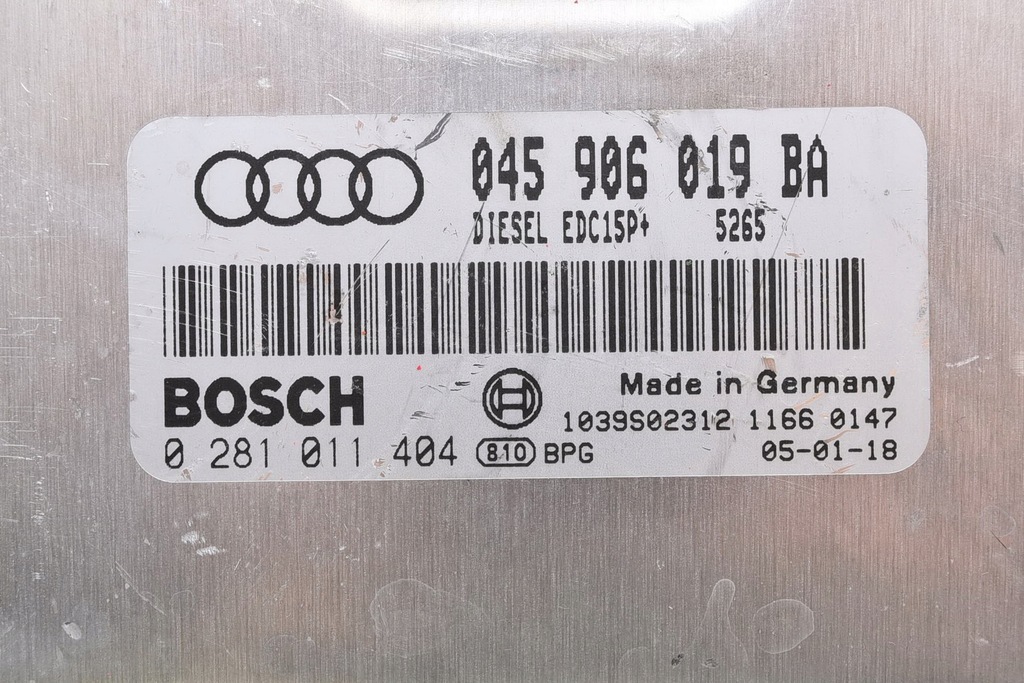 045 906 019 BA
DIESEL EDC15P+ 5265
BOSCH
Made in Germany
1039S02312 1166 0147
0 281 011 404 810 BPG 05-01-18